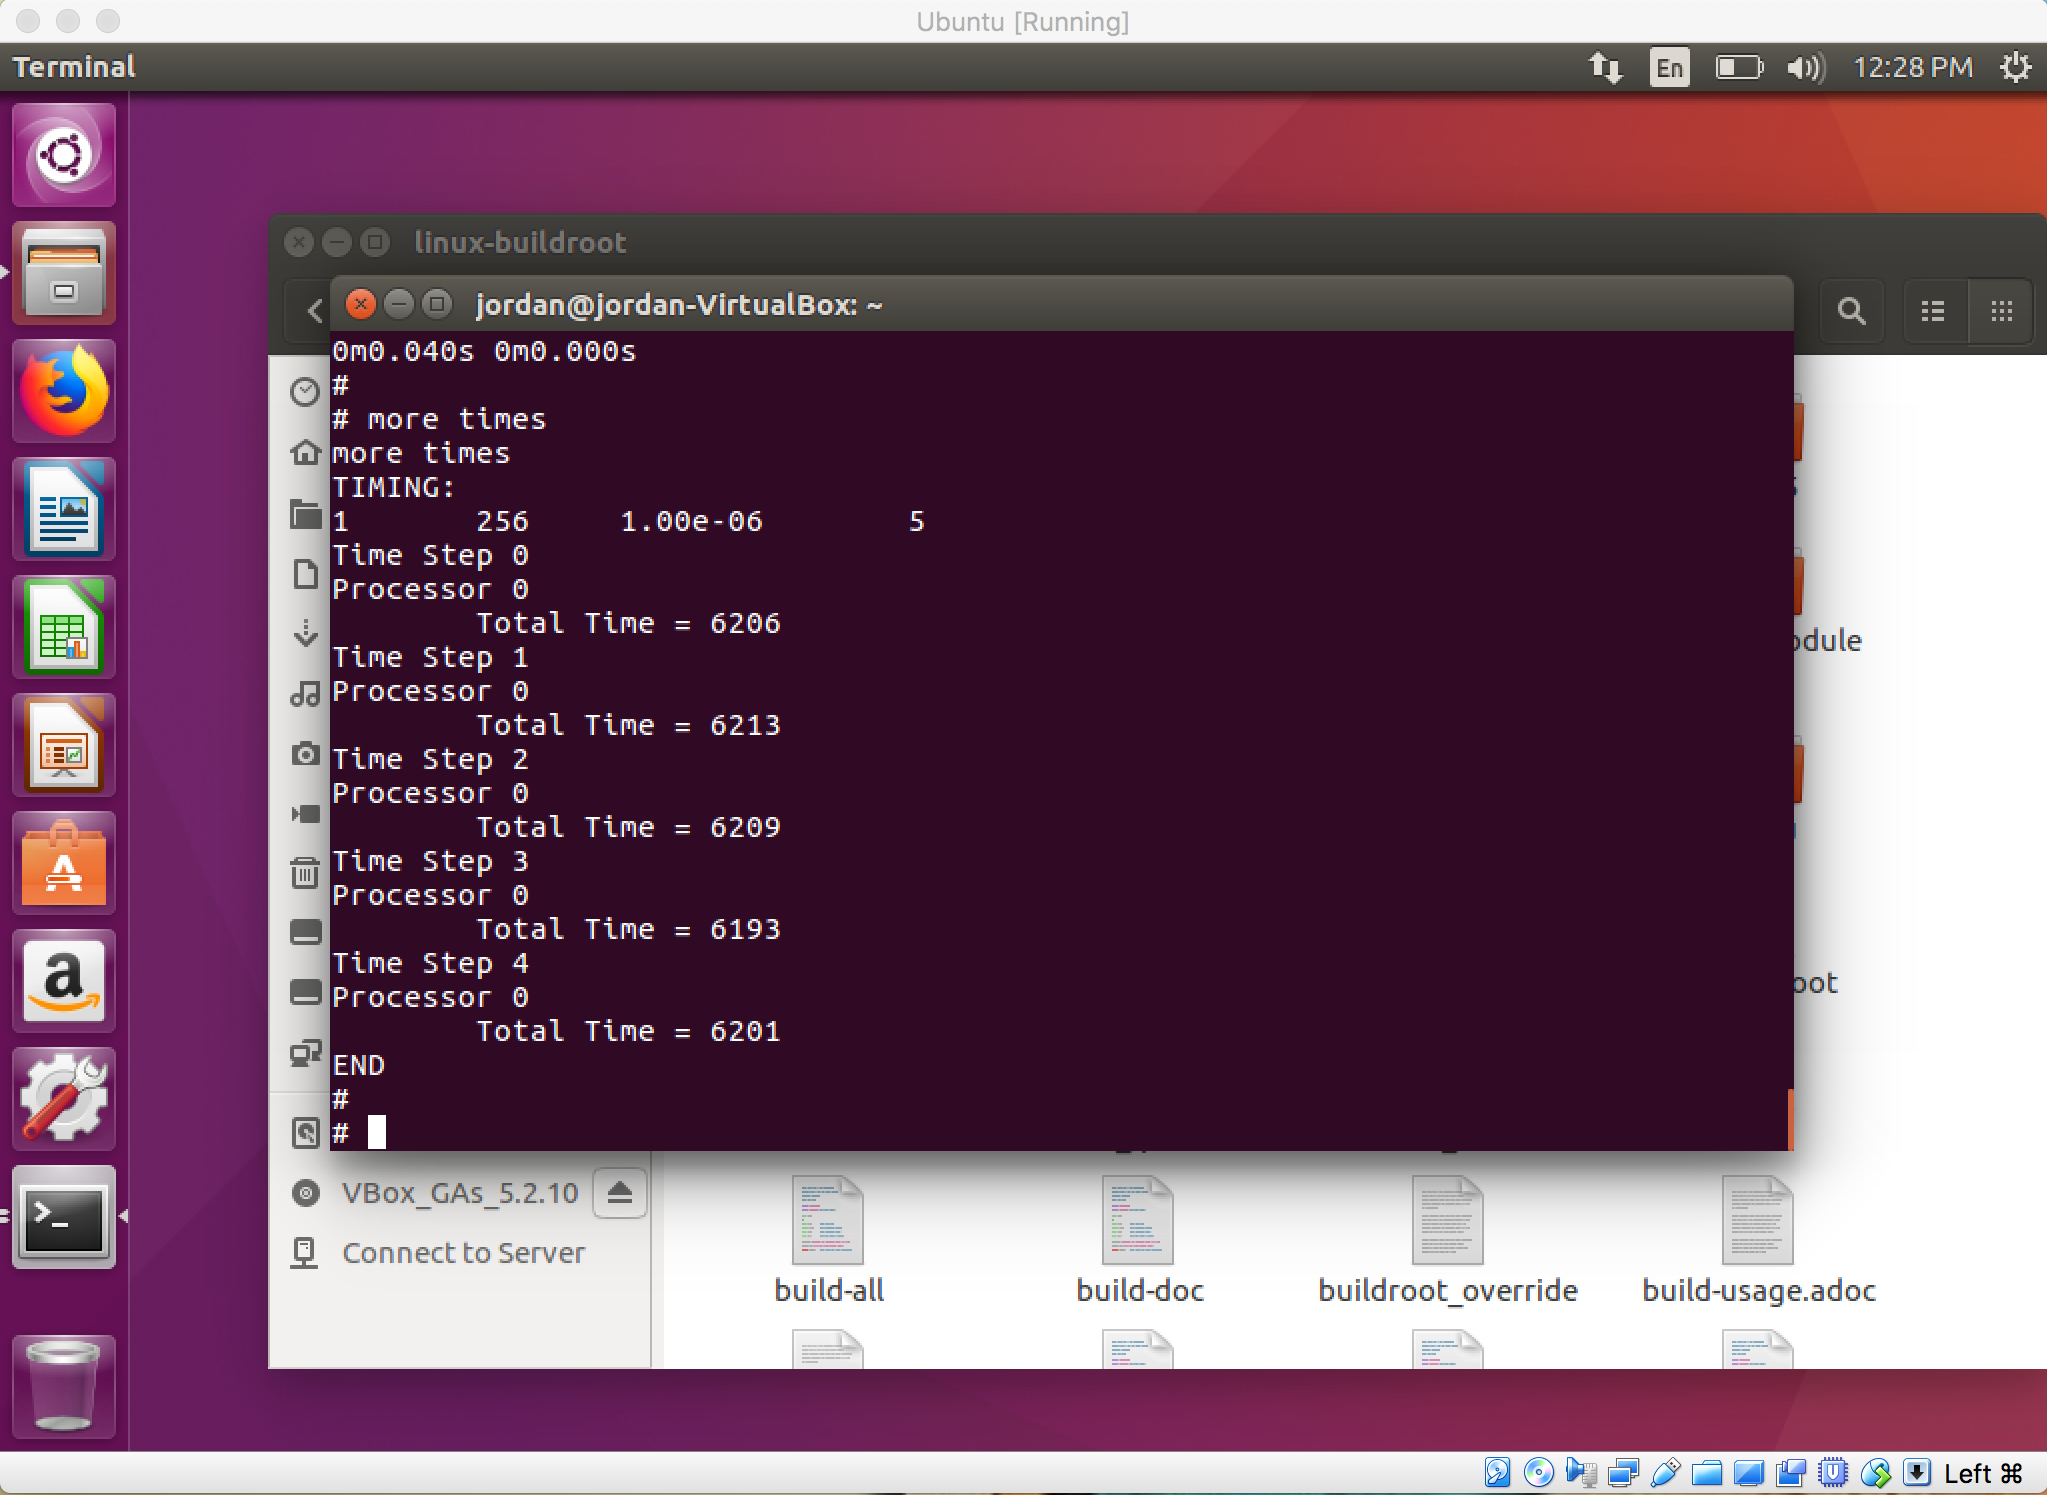 Ubuntu [Running]
Terminal
En
12:28 PM
linux-buildroot
jordan@jordan-VirtualBox: ~
0m0.040s 0m0.000s
#
# more times
more times
TIMING:
1 256 1.00e-06 5
Time Step 0
Processor 0
Total Time = 6206
Time Step 1
Processor 0
Total Time = 6213
Time Step 2
Processor 0
Total Time = 6209
Time Step 3
Processor 0
Total Time = 6193
Time Step 4
Processor 0
Total Time = 6201
END
#
#
odule
oot
VBox_GAs_5.2.10
Connect to Server
build-all
build-doc
buildroot_override
build-usage.adoc
Left ⌘